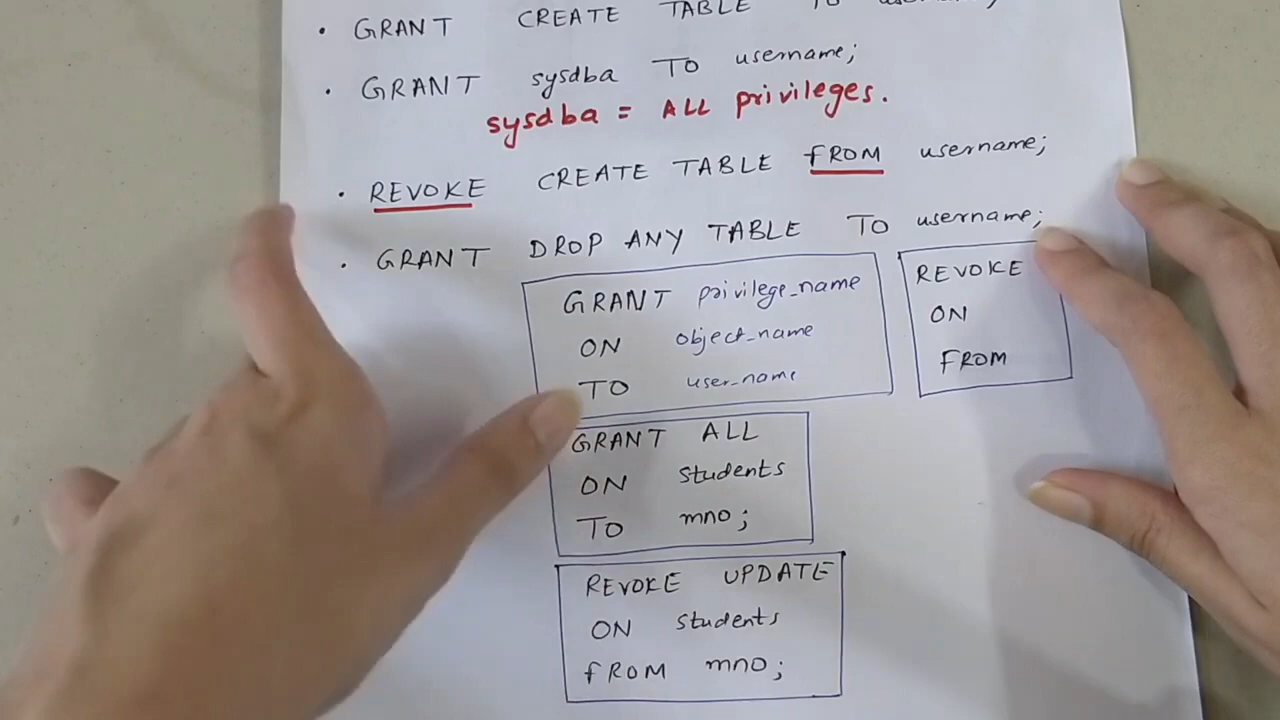 • GRANT CREATE TABLE TO username;
• GRANT sysdba TO username;
sysdba = ALL privileges.
• REVOKE CREATE TABLE fROM username;
• GRANT DROP ANY TABLE TO username;
GRANT privilege_name
ON object_name
TO user_name
REVOKE
ON
FROM
GRANT ALL
ON students
TO mno;
REVOKE UPDATE
ON students
fROM mno;